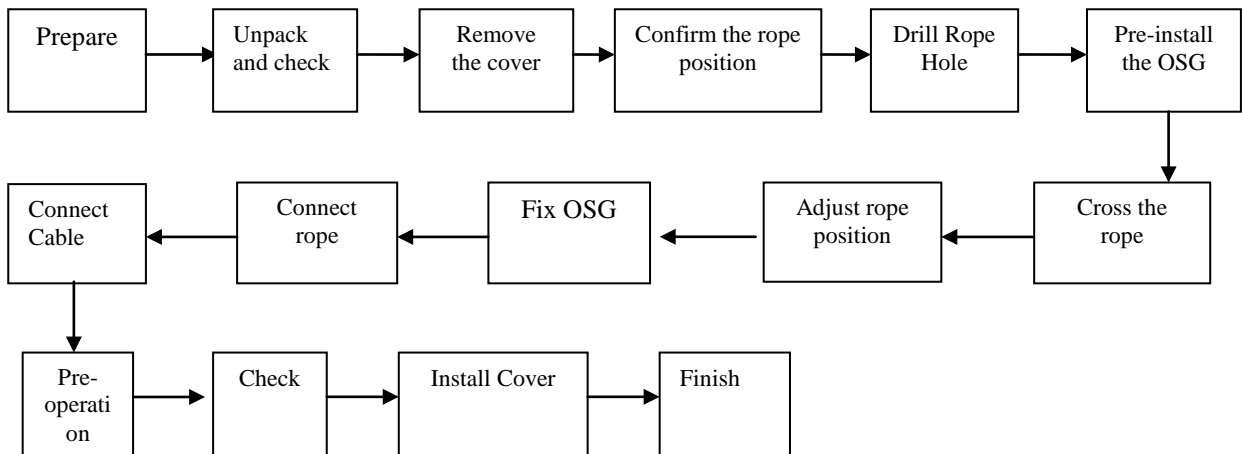 Prepare
Unpack
and check
Remove
the cover
Confirm the rope
position
Drill Rope
Hole
Pre-install
the OSG
Cross the
rope
Adjust rope
position
Fix OSG
Connect
rope
Connect
Cable
Pre-
operati
on
Check
Install Cover
Finish